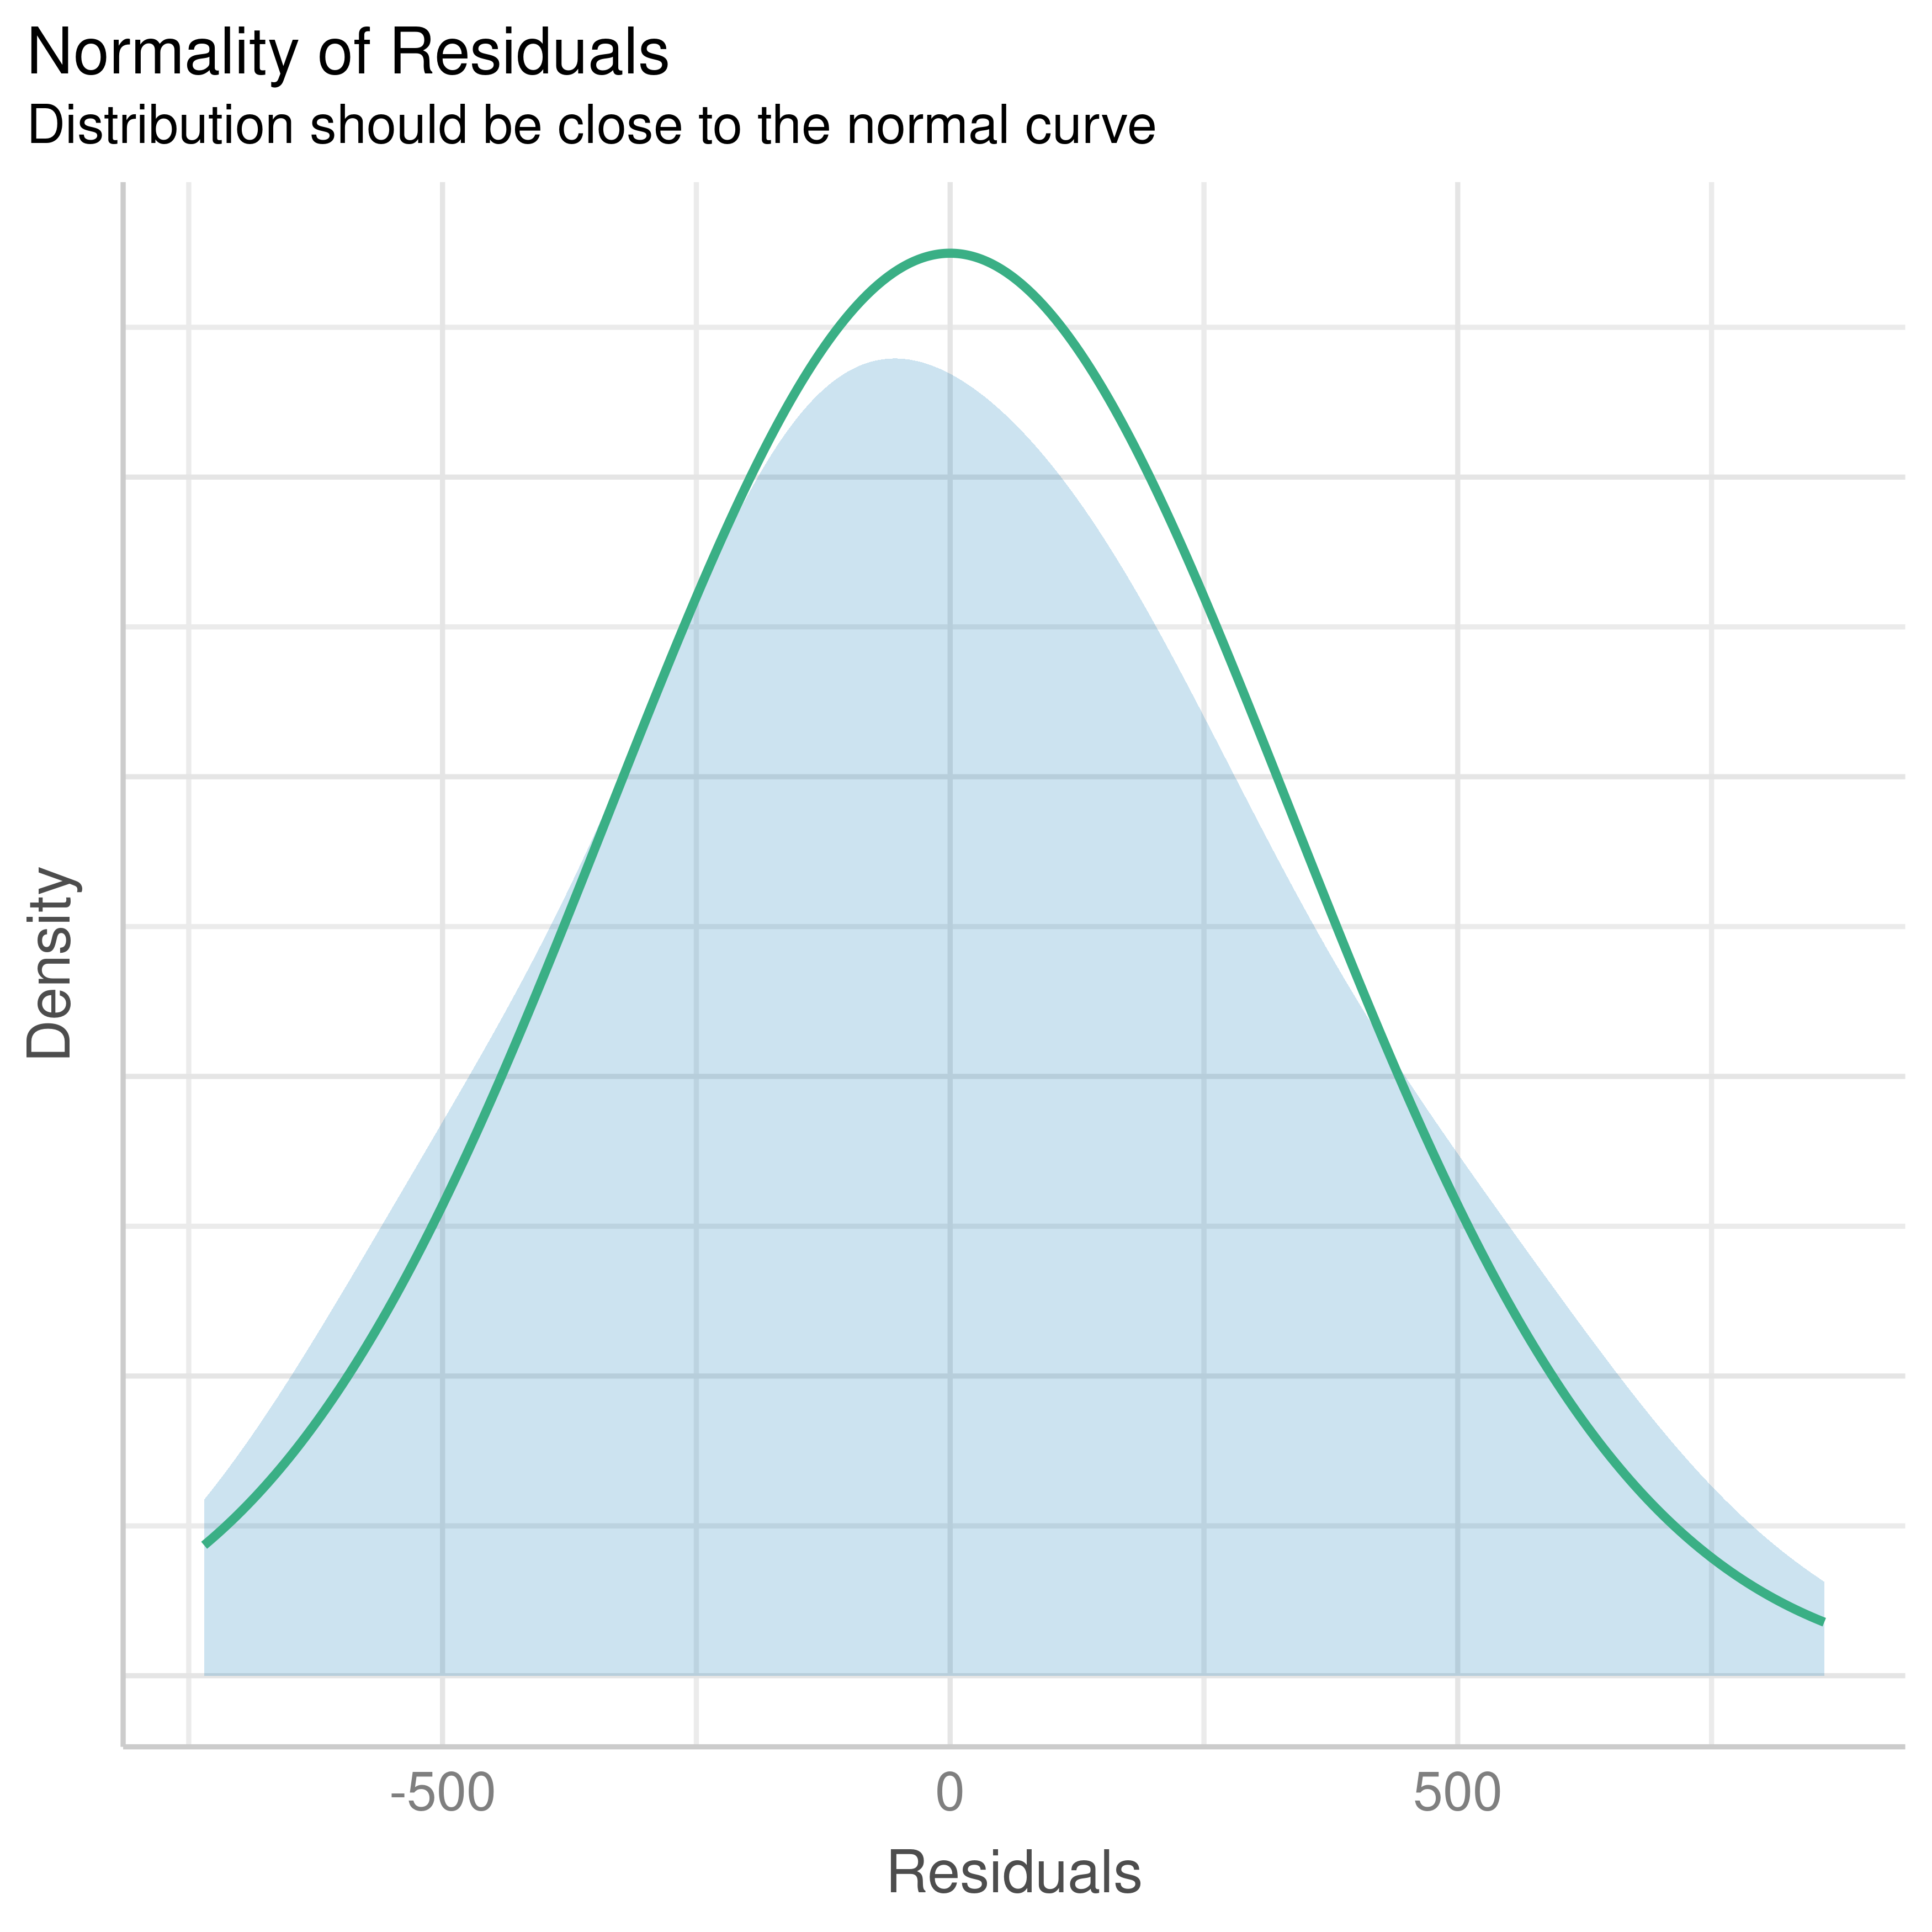 Normality of Residuals
Distribution should be close to the normal curve
Density
-500
0
500
Residuals